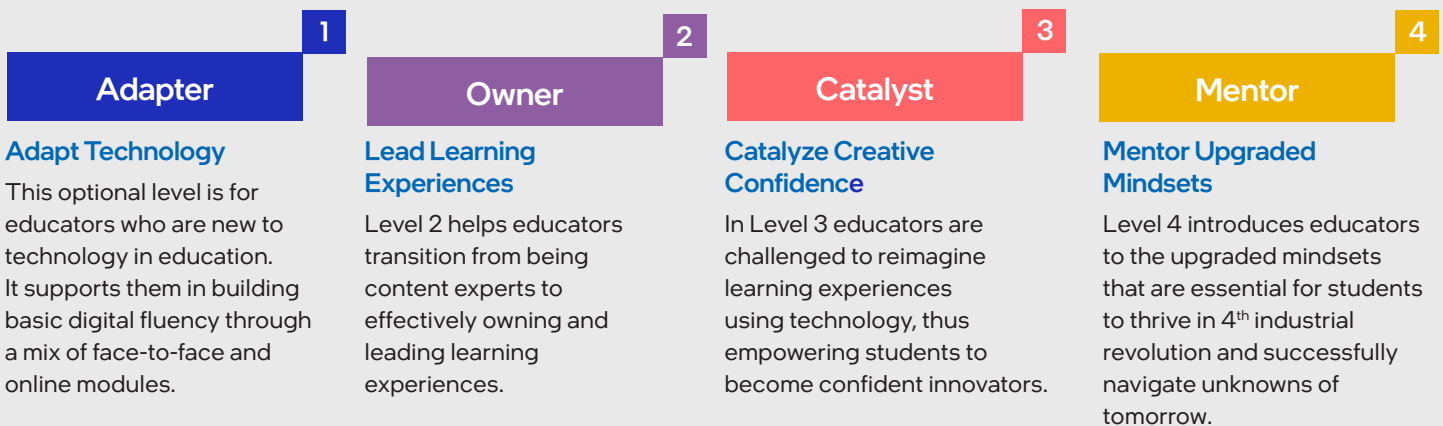 1
Adapter
Adapt Technology
This optional level is for
educators who are new to
technology in education.
It supports them in building
basic digital fluency through
a mix of face-to-face and
online modules.
2
Owner
Lead Learning
Experiences
Level 2 helps educators
transition from being
content experts to
effectively owning and
leading learning
experiences.
3
Catalyst
Catalyze Creative
Confidence
In Level 3 educators are
challenged to reimagine
learning experiences
using technology, thus
empowering students to
become confident innovators.
4
Mentor
Mentor Upgraded
Mindsets
Level 4 introduces educators
to the upgraded mindsets
that are essential for students
to thrive in 4th industrial
revolution and successfully
navigate unknowns of
tomorrow.